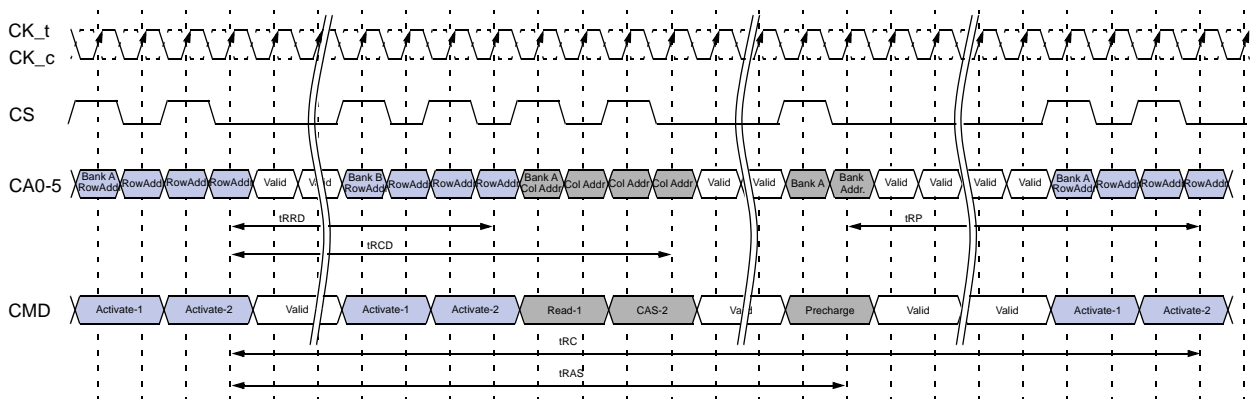 CK_t
CK_c
CS
CA0-5
Bank A RowAddr
RowAddr
RowAddr
RowAddr
Valid
Valid
Bank B RowAddr
RowAddr
RowAddr
RowAddr
Bank A Col Addr
Col Addr
Col Addr
Col Addr
Valid
Valid
Bank A
Bank Addr.
Valid
Valid
Valid
Valid
Bank A RowAddr
RowAddr
RowAddr
RowAddr
tRRD
tRP
tRCD
CMD
Activate-1
Activate-2
Valid
Activate-1
Activate-2
Read-1
CAS-2
Valid
Precharge
Valid
Valid
Activate-1
Activate-2
tRC
tRAS